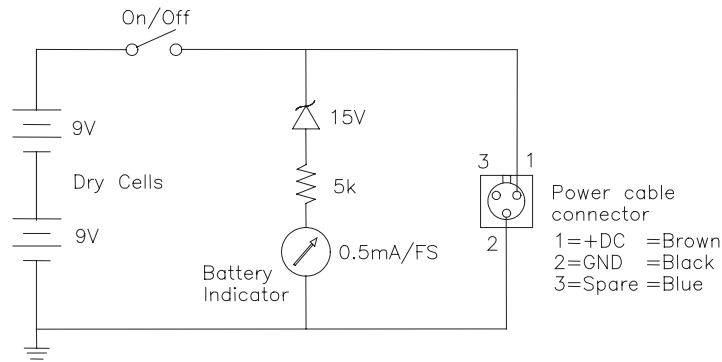 On/Off
9V
15V
Dry Cells
5k
3 1
Power cable
connector
9V
2
1=+DC =Brown
0.5mA/FS
2=GND =Black
Battery
Indicator
3=Spare =Blue